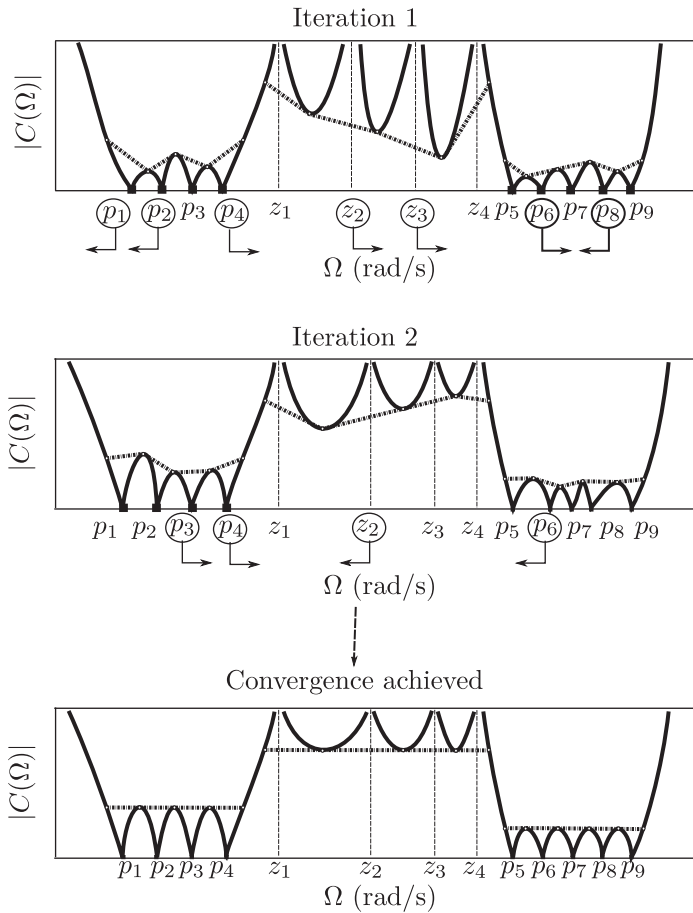 Iteration 1
|C(Ω)|
p₁ p₂ p₃ p₄ z₁ z₂ z₃ z₄ p₅ p₆ p₇ p₈ p₉
Ω (rad/s)
Iteration 2
|C(Ω)|
p₁ p₂ p₃ p₄ z₁ z₂ z₃ z₄ p₅ p₆ p₇ p₈ p₉
Ω (rad/s)
Convergence achieved
|C(Ω)|
p₁ p₂ p₃ p₄ z₁ z₂ z₃ z₄ p₅ p₆ p₇ p₈ p₉
Ω (rad/s)